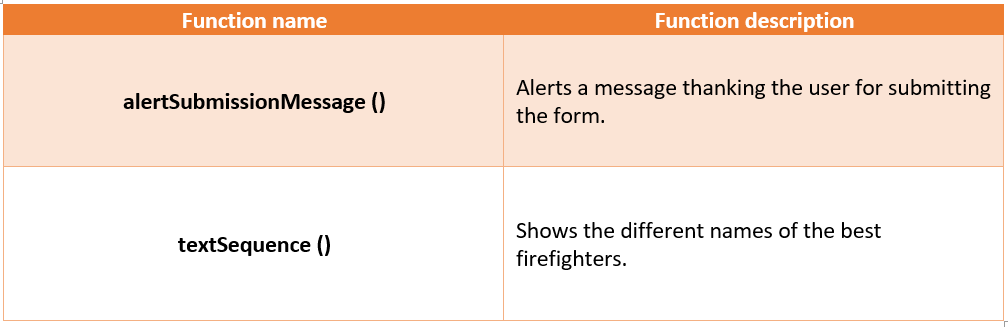 Function name
Function description
alertSubmissionMessage ()
Alerts a message thanking the user for submitting
the form.
textSequence ()
Shows the different names of the best
firefighters.